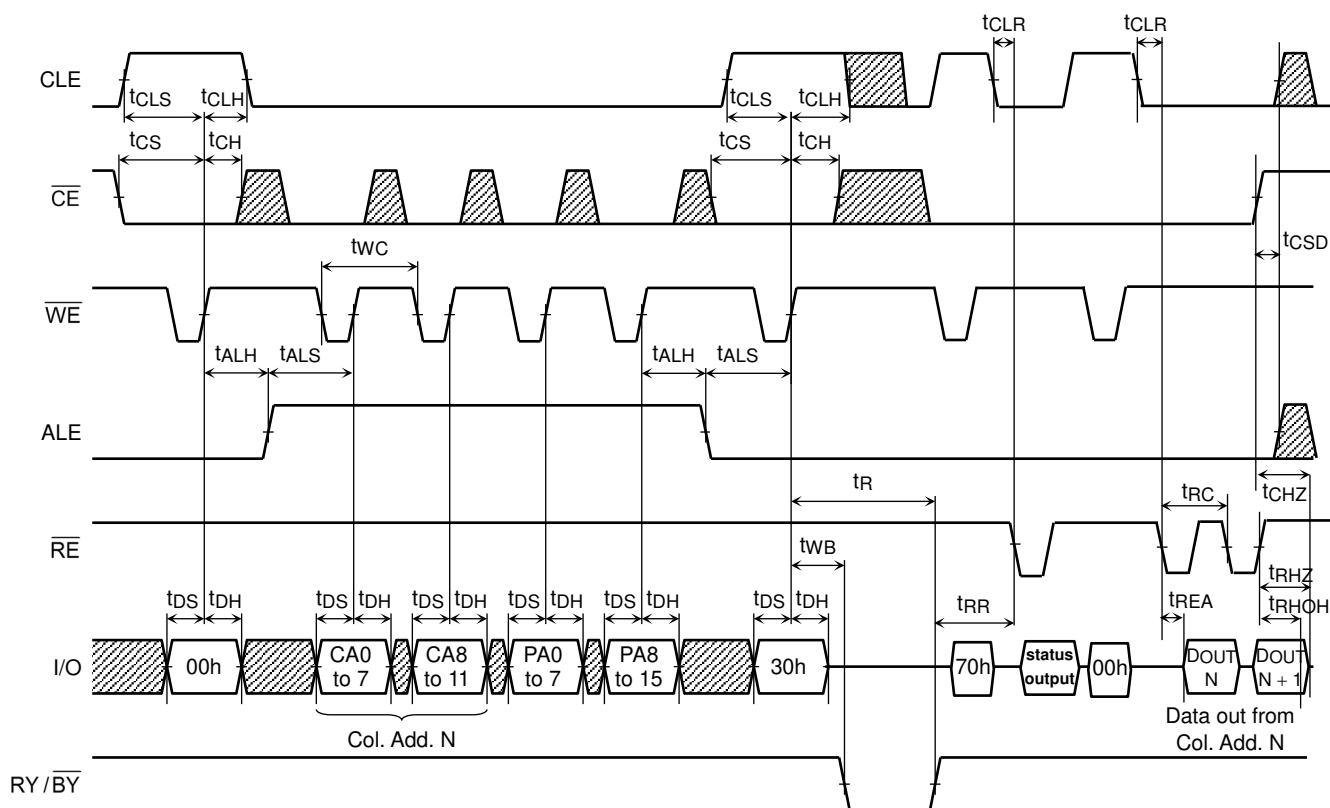 tCLR tCLR
CLE
tCLS tCLH tCLS tCLH
tCS tCH tCS tCH
CE
tCSD
tWC
WE
tALH tALS tALH tALS
ALE
tR tCHZ
tRC
RE
tWB
tDS tDH tDS tDH tDS tDH tDS tDH tDS tDH tDS tDH tRR tREA tRHZ
tRHOH
I/O 00h CA0 to 7 CA8 to 11 PA0 to 7 PA8 to 15 30h 70h status output 00h DOUT N DOUT N + 1
Col. Add. N
Data out from
Col. Add. N
RY / BY